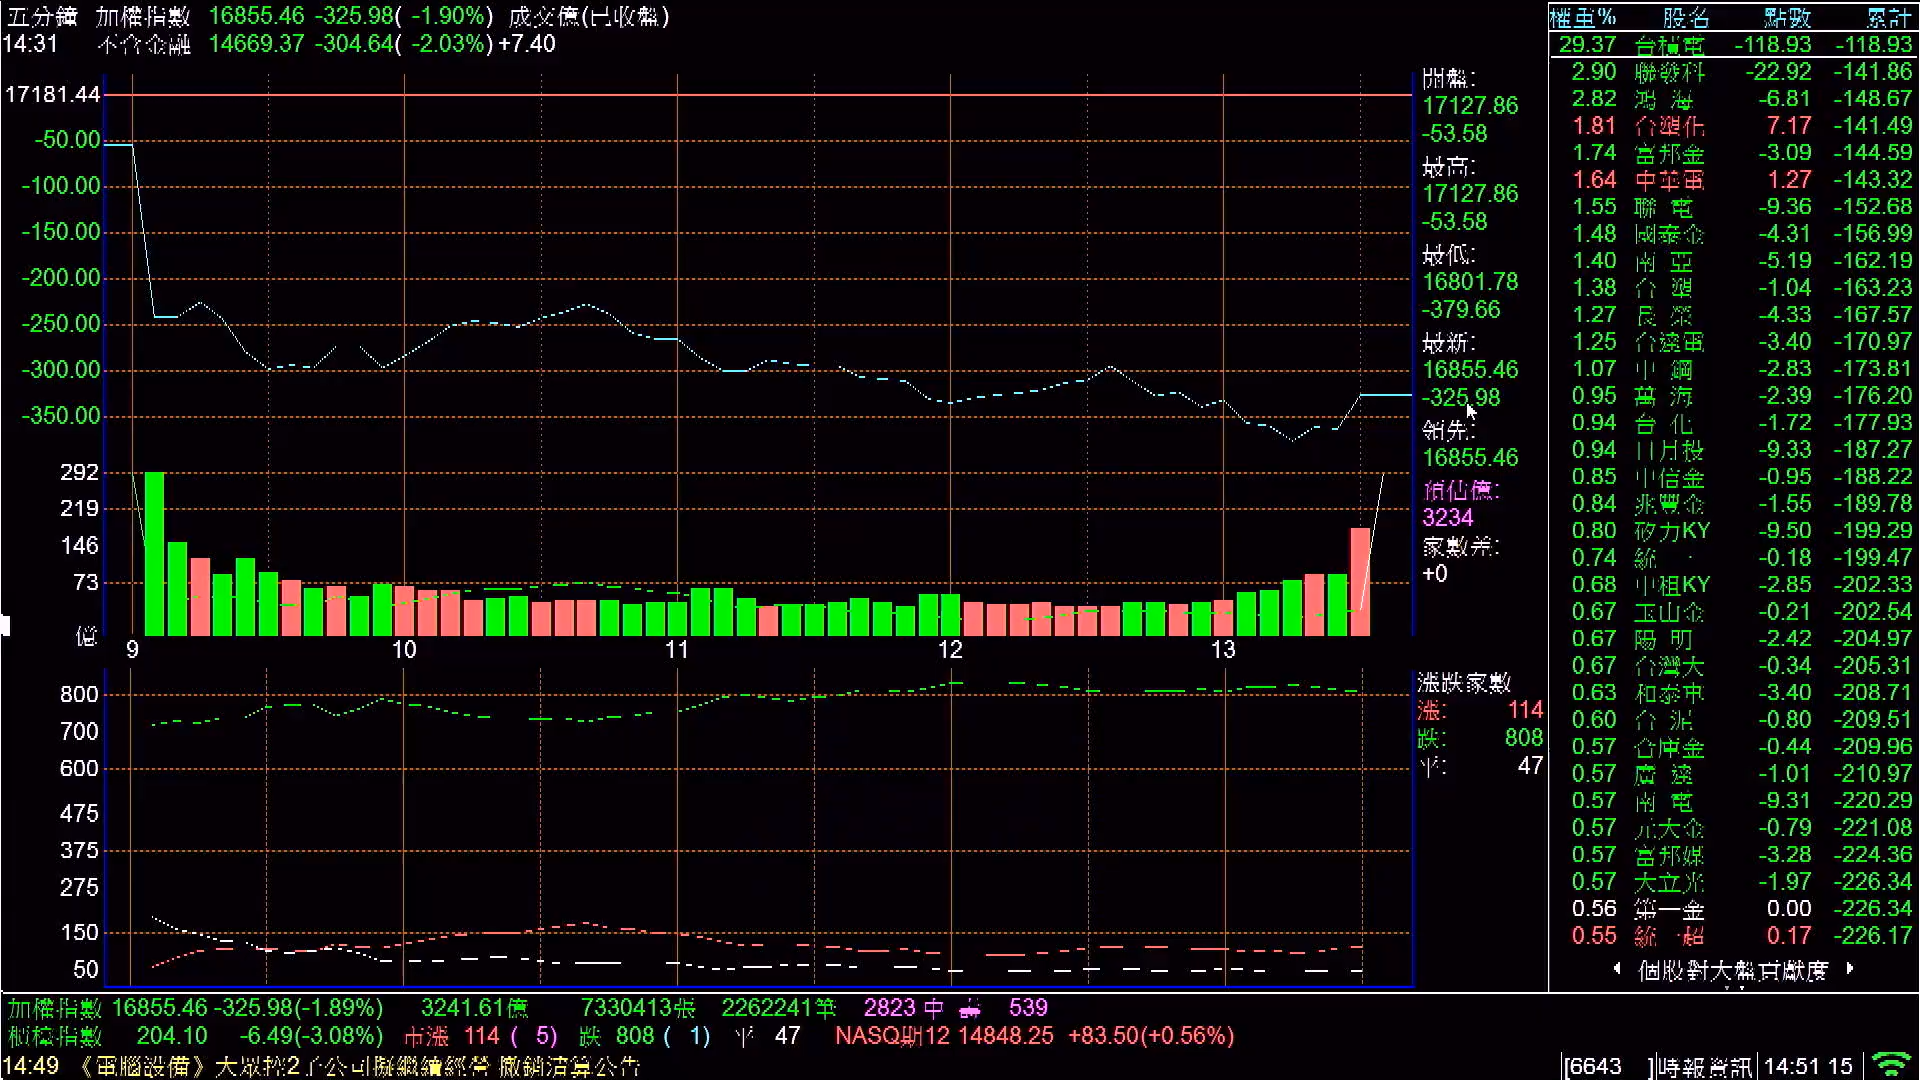 五分鐘 加權指數 16855.46 -325.98( -1.90%) 成交億(已收盤)
14:31 不含金融 14669.37 -304.64( -2.03%) +7.40
17181.44
-50.00
-100.00
-150.00
-200.00
-250.00
-300.00
-350.00
292
219
146
73
億
9 10 11 12 13
開盤:
17127.86
-53.58
最高:
17127.86
-53.58
最低:
16801.78
-379.66
最新:
16855.46
-325.98
領先:
16855.46
預估億:
3234
家數差:
+0
800
700
600
475
375
275
150
50
漲跌家數
漲: 114
跌: 808
平: 47
權重% 股名 點數 累計
29.37 台積電 -118.93 -118.93
2.90 聯發科 -22.92 -141.86
2.82 鴻 海 -6.81 -148.67
1.81 台塑化 7.17 -141.49
1.74 富邦金 -3.09 -144.59
1.64 中華電 1.27 -143.32
1.55 聯 電 -9.36 -152.68
1.48 國泰金 -4.31 -156.99
1.40 南 亞 -5.19 -162.19
1.38 台 塑 -1.04 -163.23
1.27 長 榮 -4.33 -167.57
1.25 台達電 -3.40 -170.97
1.07 中 鋼 -2.83 -173.81
0.95 萬 海 -2.39 -176.20
0.94 台 化 -1.72 -177.93
0.94 日月投 -9.33 -187.27
0.85 中信金 -0.95 -188.22
0.84 兆豐金 -1.55 -189.78
0.80 矽力KY -9.50 -199.29
0.74 統 一 -0.18 -199.47
0.68 中租KY -2.85 -202.33
0.67 玉山金 -0.21 -202.54
0.67 陽 明 -2.42 -204.97
0.67 台灣大 -0.34 -205.31
0.63 和泰車 -3.40 -208.71
0.60 台 泥 -0.80 -209.51
0.57 合庫金 -0.44 -209.96
0.57 廣 達 -1.01 -210.97
0.57 南 電 -9.31 -220.29
0.57 元大金 -0.79 -221.08
0.57 富邦媒 -3.28 -224.36
0.57 大立光 -1.97 -226.34
0.56 第一金 0.00 -226.34
0.55 統一超 0.17 -226.17
個股對大盤貢獻度
加權指數 16855.46 -325.98(-1.89%) 3241.61億 7330413張 2262241筆 2823 中 壽 539
櫃檯指數 204.10 -6.49(-3.08%) 市漲 114 ( 5) 跌 808 ( 1) 平 47 NASQ期12 14848.25 +83.50(+0.56%)
14:49 《電腦設備》大眾控2子公司擬繼續經營 撤銷清算公告
[6643 ]時報資訊 14:51 15